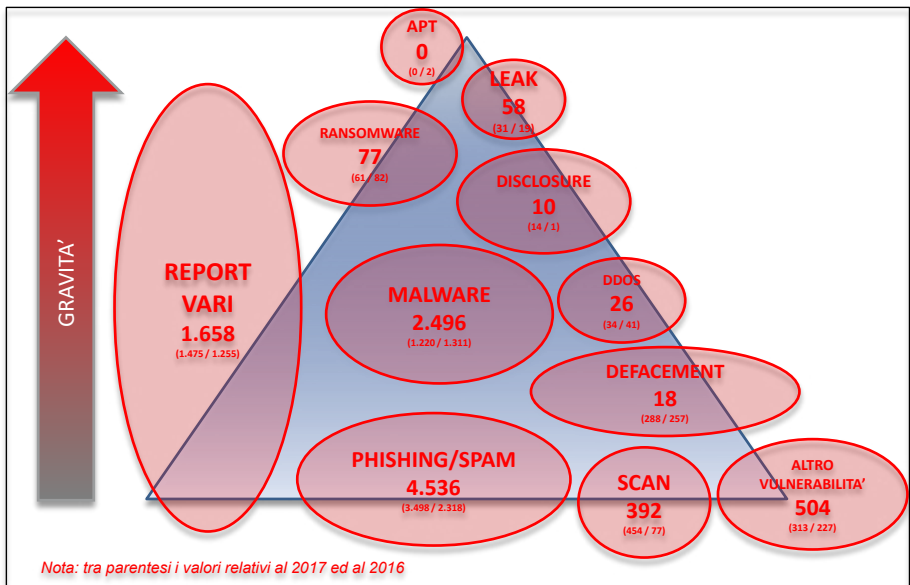 APT
0
(0 / 2)
LEAK
58
(31 / 19)
RANSOMWARE
77
(61 / 82)
DISCLOSURE
10
(14 / 1)
GRAVITA’
REPORT
VARI
1.658
(1.475 / 1.255)
MALWARE
2.496
(1.220 / 1.311)
DDOS
26
(34 / 41)
DEFACEMENT
18
(288 / 257)
PHISHING/SPAM
4.536
(3.498 / 2.318)
SCAN
392
(454 / 77)
ALTRO
VULNERABILITA’
504
(313 / 227)
Nota: tra parentesi i valori relativi al 2017 ed al 2016